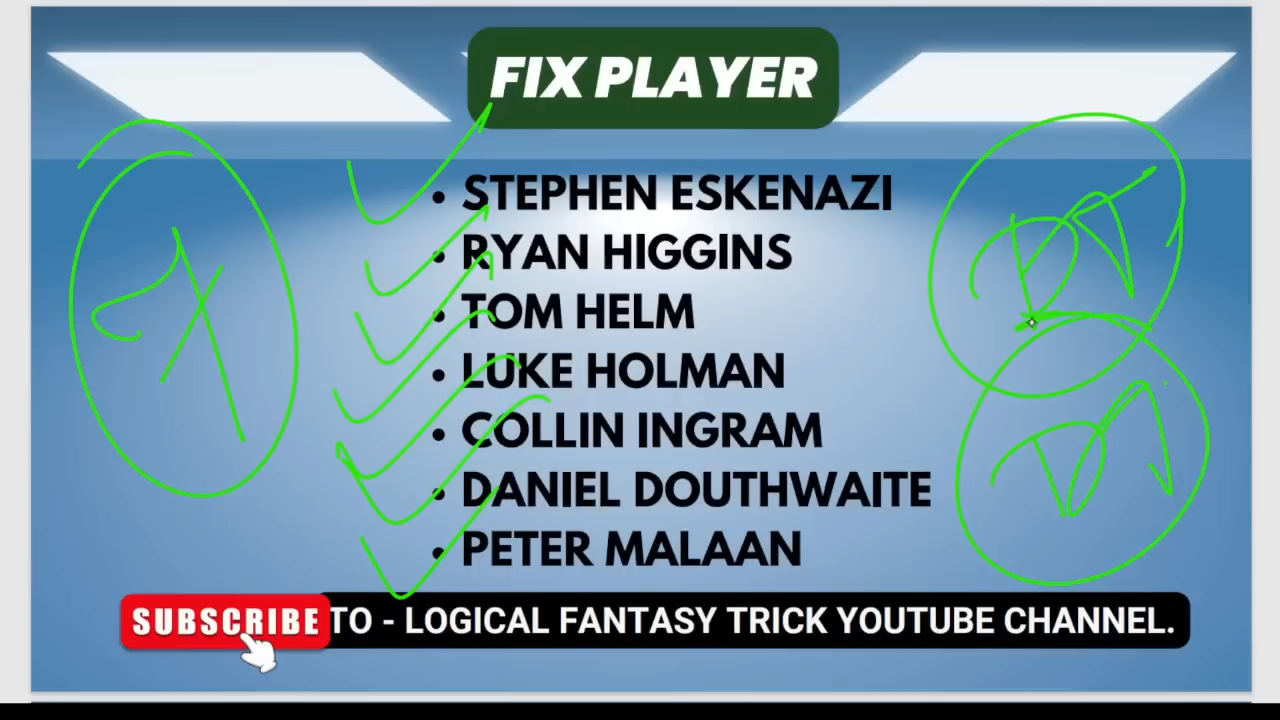 FIX PLAYER
• STEPHEN ESKENAZI
• RYAN HIGGINS
• TOM HELM
• LUKE HOLMAN
• COLLIN INGRAM
• DANIEL DOUTHWAITE
• PETER MALAAN
SUBSCRIBE TO - LOGICAL FANTASY TRICK YOUTUBE CHANNEL.